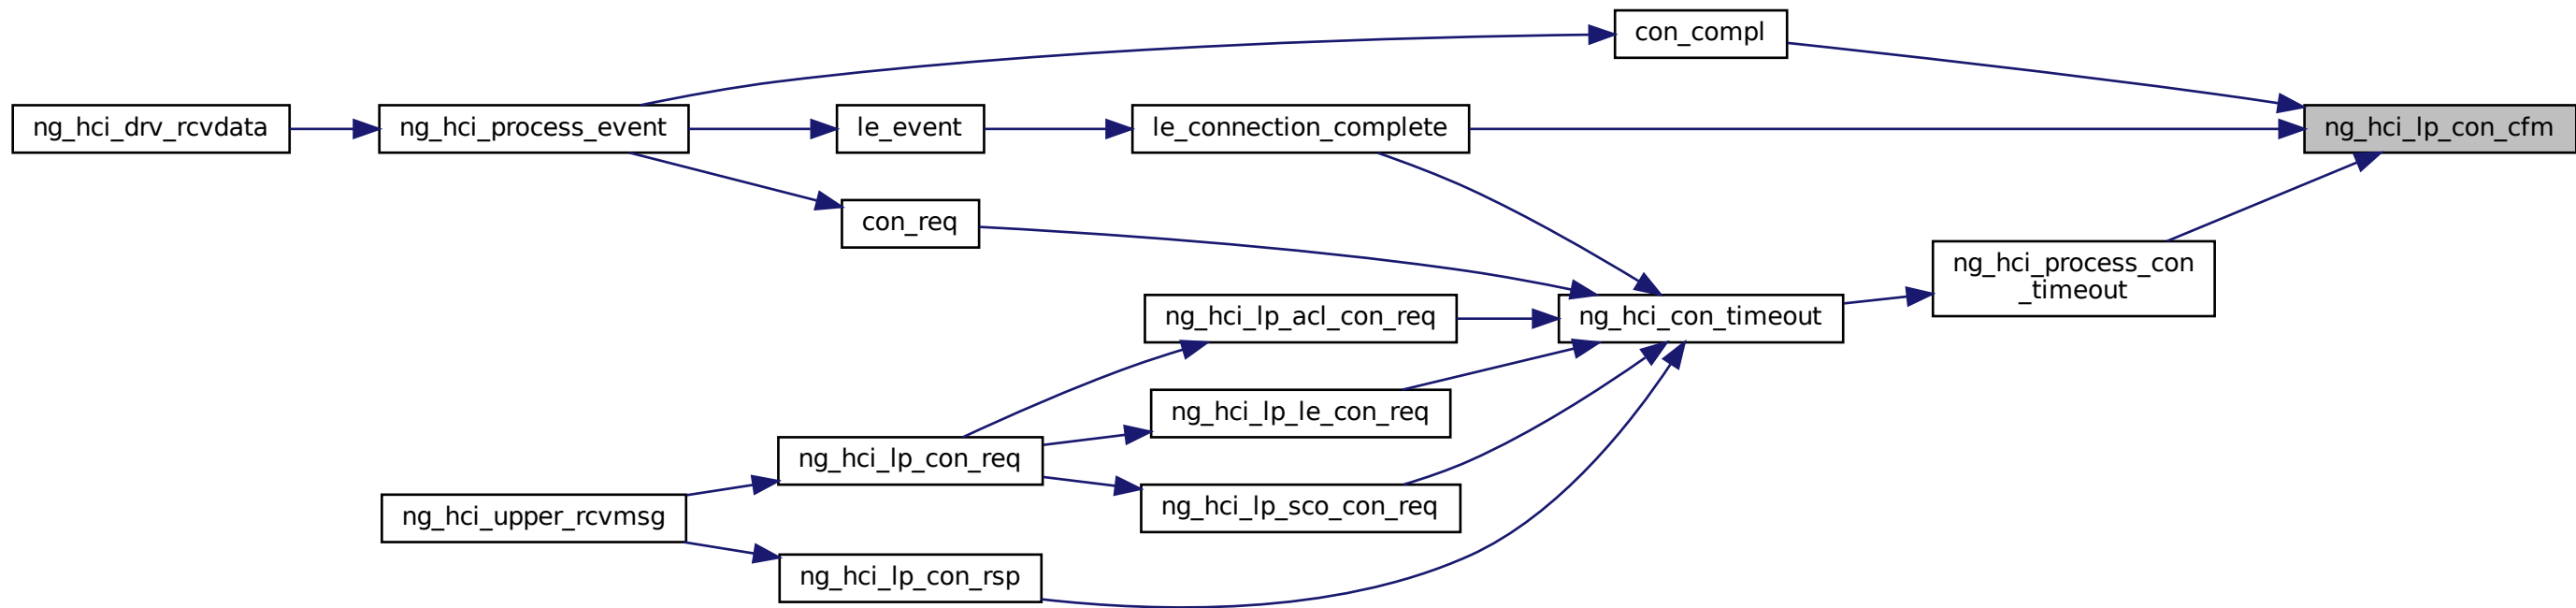 con_compl
ng_hci_drv_rcvdata
ng_hci_process_event
le_event
le_connection_complete
ng_hci_lp_con_cfm
con_req
ng_hci_process_con
_timeout
ng_hci_lp_acl_con_req
ng_hci_con_timeout
ng_hci_lp_le_con_req
ng_hci_lp_con_req
ng_hci_lp_sco_con_req
ng_hci_upper_rcvmsg
ng_hci_lp_con_rsp